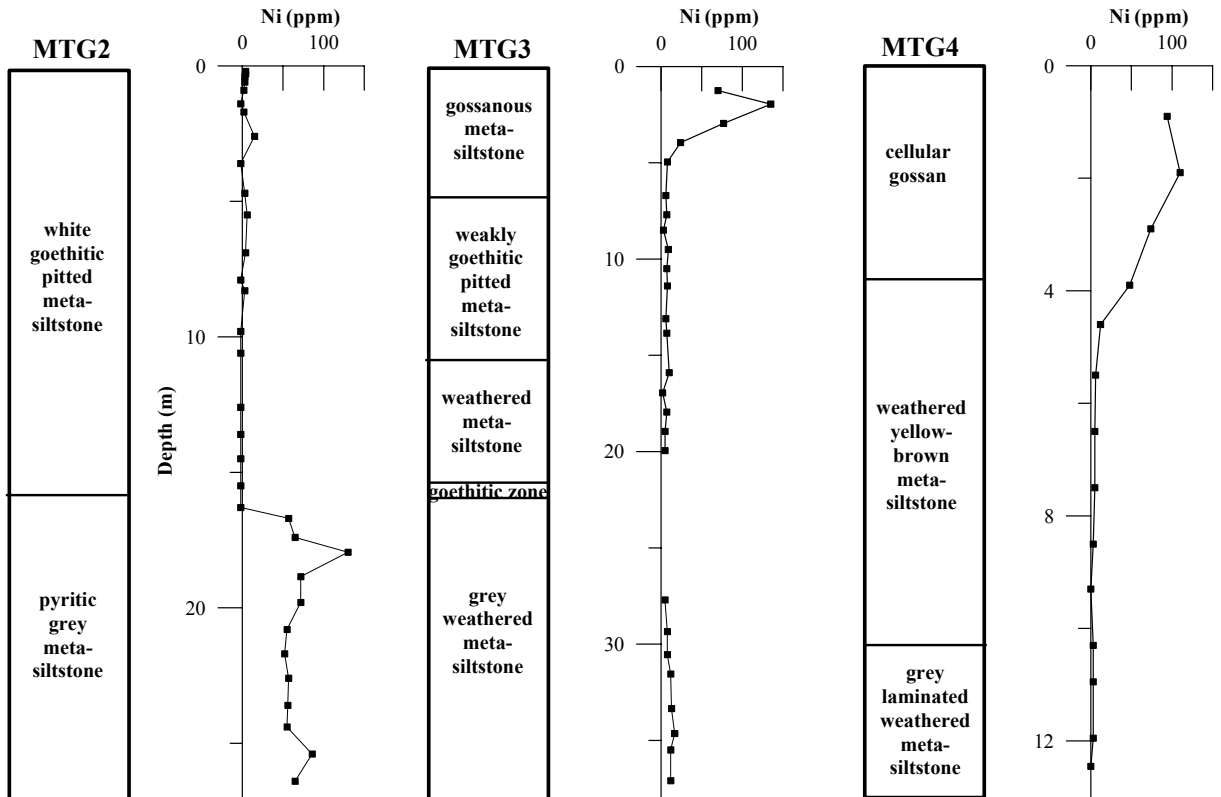 MTG2
Ni (ppm)
0 100
0
10
20
Depth (m)
white
goethitic
pitted
meta-
siltstone
pyritic
grey
meta-
siltstone
MTG3
Ni (ppm)
0 100
0
10
20
30
gossanous
meta-
siltstone
weakly
goethitic
pitted
meta-
siltstone
weathered
meta-
siltstone
goethitic zone
grey
weathered
meta-
siltstone
MTG4
Ni (ppm)
0 100
0
4
8
12
cellular
gossan
weathered
yellow-
brown
meta-
siltstone
grey
laminated
weathered
meta-
siltstone